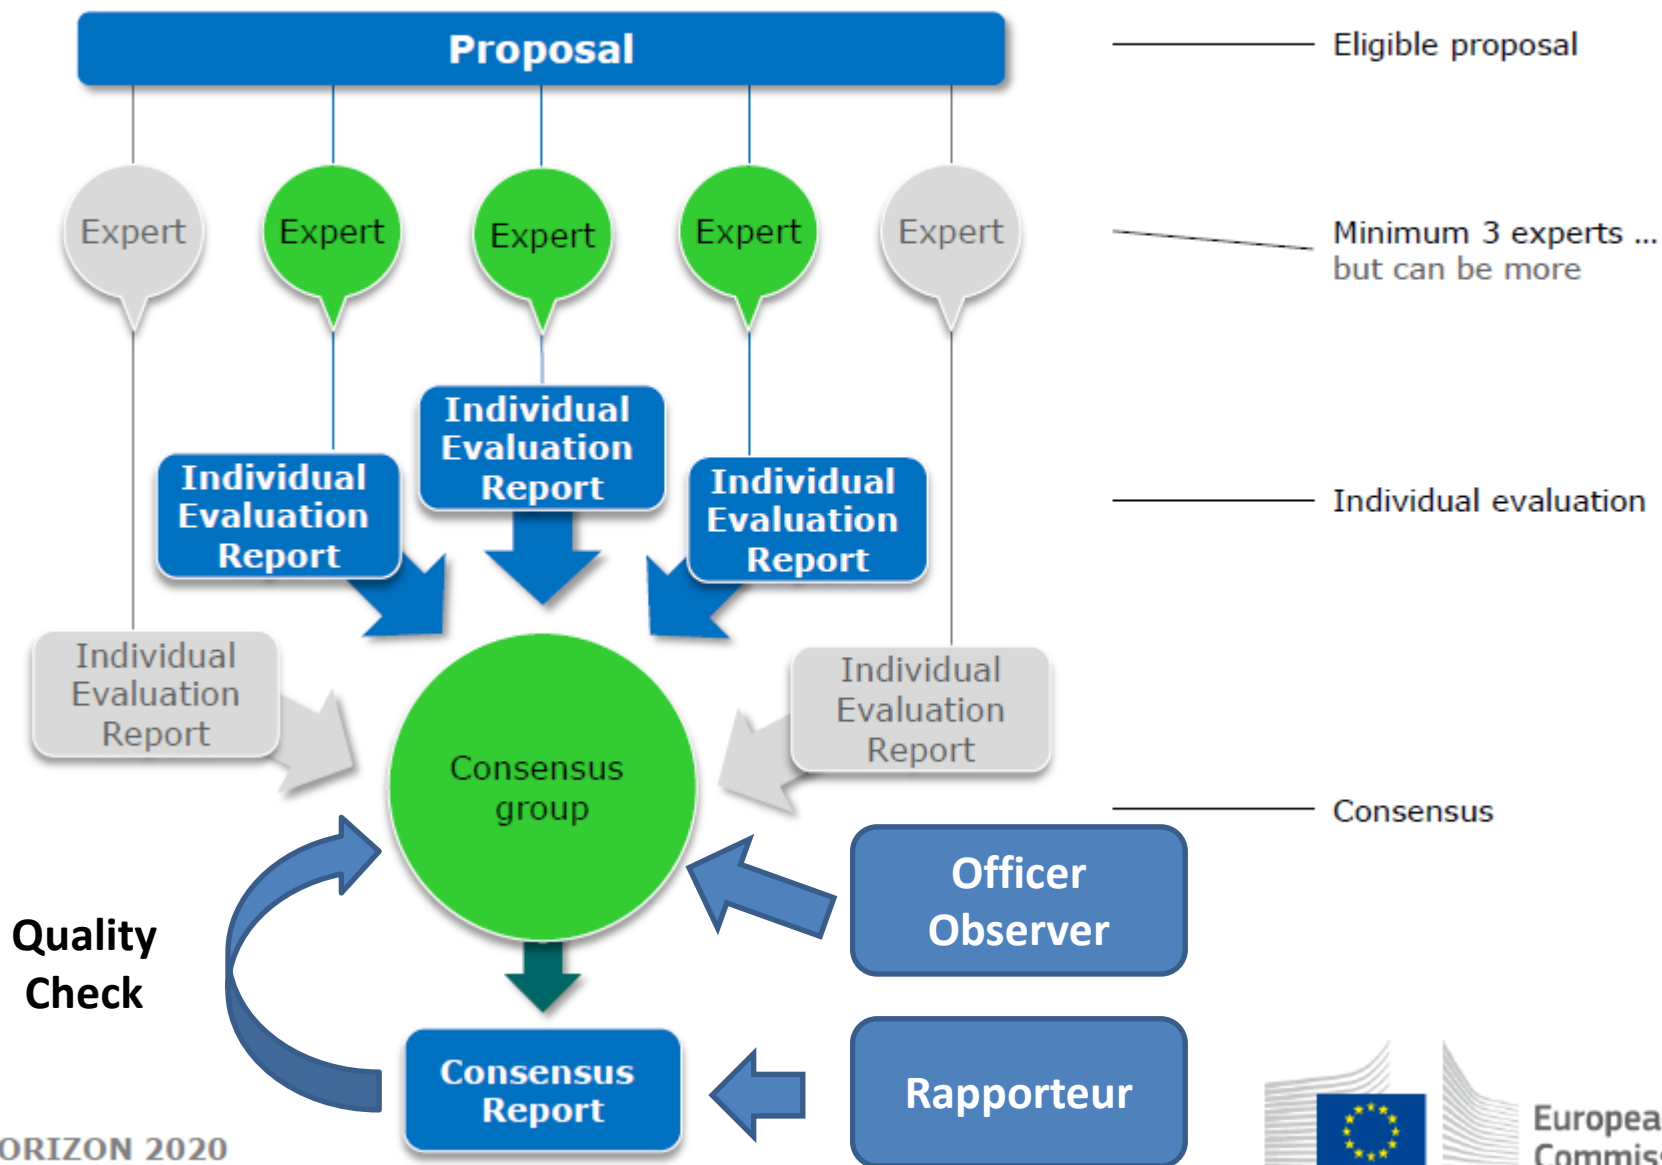 Proposal
Eligible proposal
Expert
Expert
Expert
Expert
Expert
Minimum 3 experts ...
but can be more
Individual
Evaluation
Report
Individual
Evaluation
Report
Individual
Evaluation
Report
Individual evaluation
Individual
Evaluation
Report
Individual
Evaluation
Report
Consensus
group
Consensus
Officer
Observer
Quality
Check
Consensus
Report
Rapporteur
ORIZON 2020
Europea
Commiss